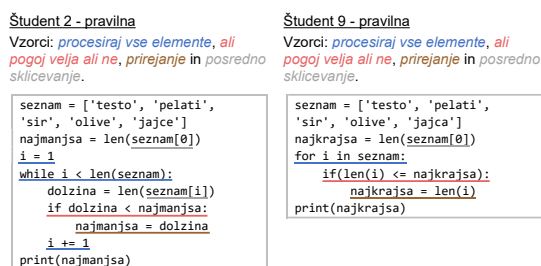 Študent 2 - pravilna
Vzorci: procesiraj vse elemente, ali
pogoj velja ali ne, prirejanje in posredno
sklicevanje.
seznam = ['testo', 'pelati',
'sir', 'olive', 'jajce']
najmanjsa = len(seznam[0])
i = 1
while i < len(seznam):
    dolzina = len(seznam[i])
    if dolzina < najmanjsa:
        najmanjsa = dolzina
    i += 1
print(najmanjsa)
Študent 9 - pravilna
Vzorci: procesiraj vse elemente, ali
pogoj velja ali ne, prirejanje in posredno
sklicevanje.
seznam = ['testo', 'pelati',
'sir', 'olive', 'jajca']
najkrajsa = len(seznam[0])
for i in seznam:
    if(len(i) <= najkrajsa):
        najkrajsa = len(i)
print(najkrajsa)